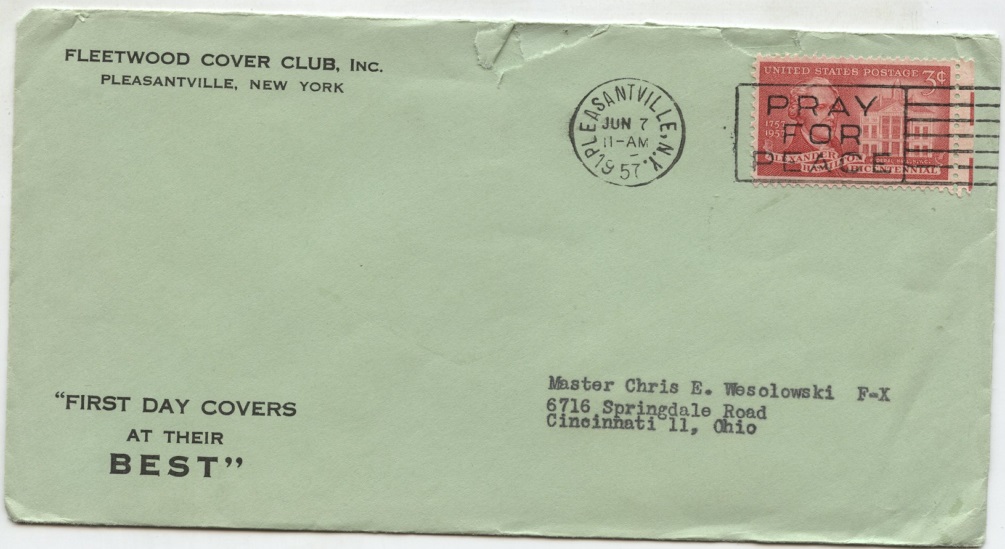 FLEETWOOD COVER CLUB, INC.
PLEASANTVILLE, NEW YORK
PLEASANTVILLE, N.Y.
JUN 7
11-AM
1957
UNITED STATES POSTAGE 3¢
PRAY
FOR
PEACE
1757
1957
ALEXANDER
HAMILTON BICENTENNIAL
Master Chris E. Wesolowski F-X
6716 Springdale Road
Cincinnati 11, Ohio
"FIRST DAY COVERS
AT THEIR
BEST"